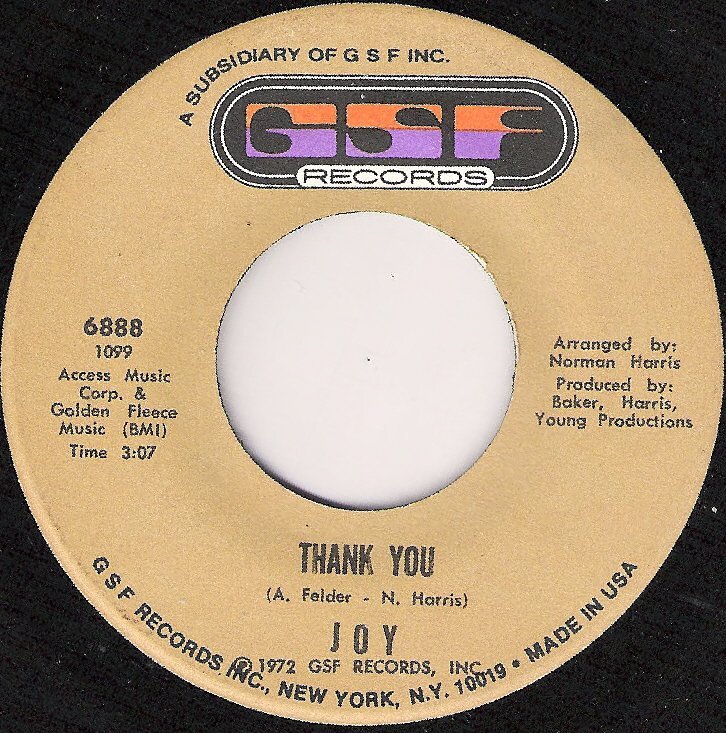 A SUBSIDIARY OF G S F INC.
GSF
RECORDS
6888
1099
Access Music
Corp. &
Golden Fleece
Music (BMI)
Time 3:07
Arranged by:
Norman Harris
Produced by:
Baker, Harris,
Young Productions
THANK YOU
(A. Felder - N. Harris)
JOY
℗ 1972 GSF RECORDS, INC.
G S F RECORDS INC., NEW YORK, N.Y. 10019 • MADE IN USA